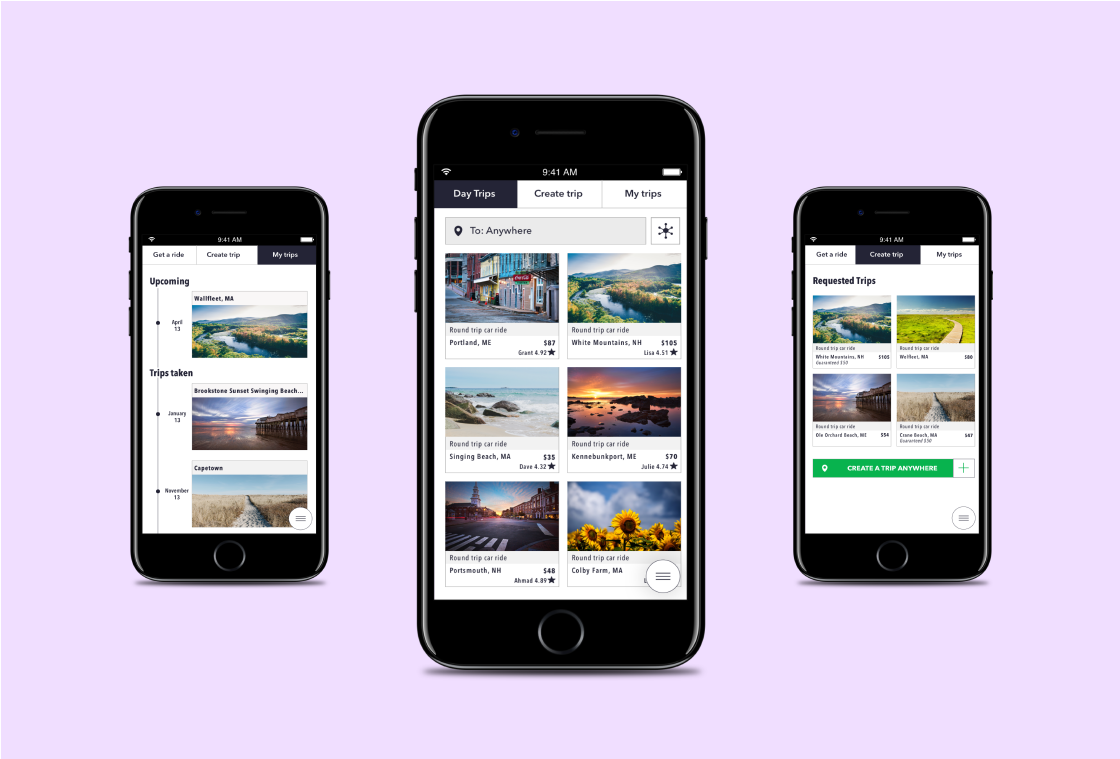 9:41 AM
Get a ride
Create trip
My trips
Upcoming
Wallfleet, MA
April
13
Trips taken
Brookstone Sunset Swinging Beach...
January
13
Capetown
November
13
9:41 AM
Day Trips
Create trip
My trips
To: Anywhere
Coca-Cola
Round trip car ride
Portland, ME
$87
Grant 4.92 ★
Round trip car ride
White Mountains, NH
$105
Lisa 4.51 ★
Round trip car ride
Singing Beach, MA
$35
Dave 4.32 ★
Round trip car ride
Kennebunkport, ME
$70
Julie 4.74 ★
Round trip car ride
Portsmouth, NH
$48
Ahmad 4.89 ★
Round trip car ride
Colby Farm, MA
9:41 AM
Get a ride
Create trip
My trips
Requested Trips
Round trip car ride
White Mountains, NH
$105
Guaranteed $50
Round trip car ride
Wolfleet, MA
$80
Round trip car ride
Ole Orchard Beach, ME
$54
Round trip car ride
Crane Beach, MA
$47
Guaranteed $50
CREATE A TRIP ANYWHERE